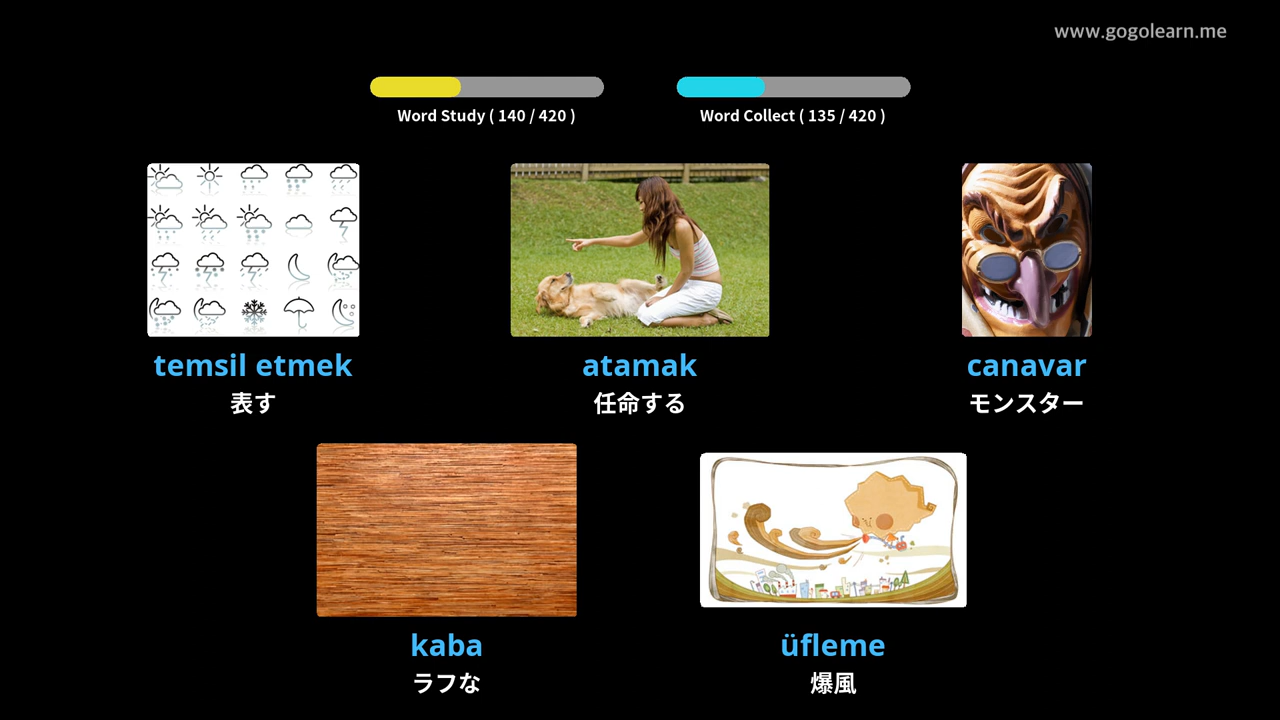 www.gogolearn.me
Word Study ( 140 / 420 )
Word Collect ( 135 / 420 )
temsil etmek
表す
atamak
任命する
canavar
モンスター
kaba
ラフな
üfleme
爆風